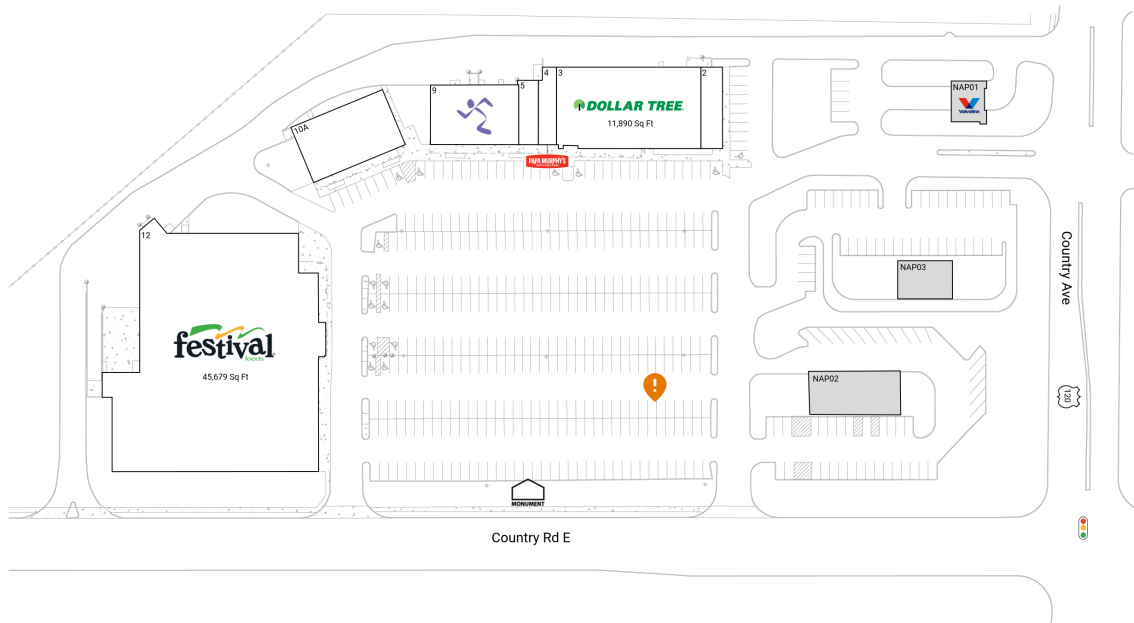 NAP01
Valvoline
4
3
2
9
5
DOLLAR TREE
11,890 Sq Ft
10A
PAPA MURPHY'S
12
Country Ave
NAP03
festival
foods
45,679 Sq Ft
NAP02
120
!
MONUMENT
Country Rd E